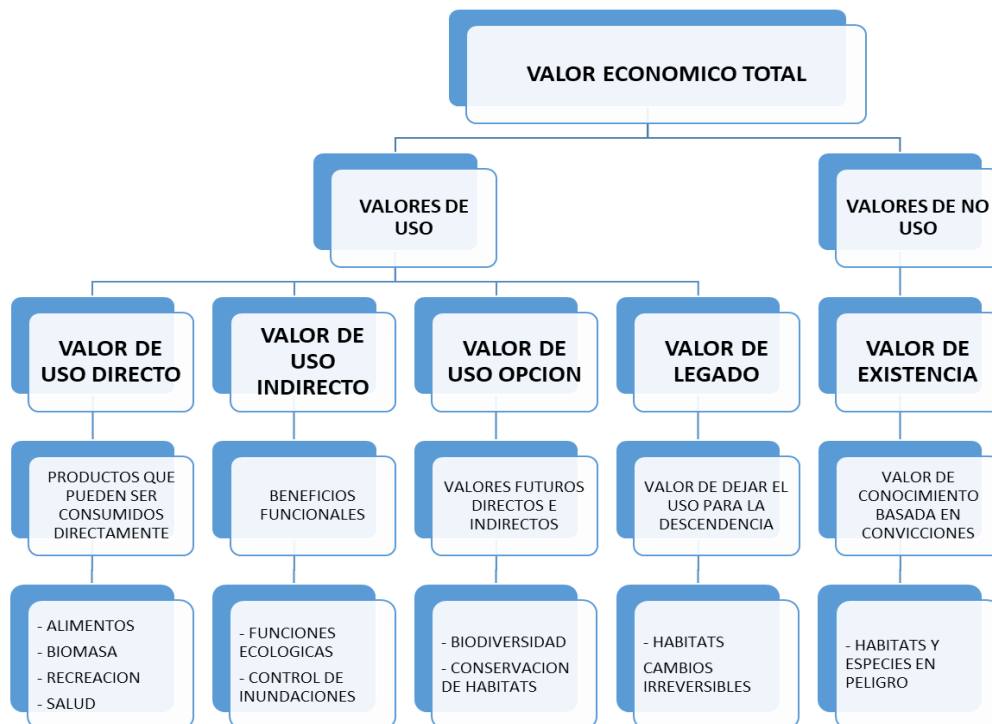 VALOR ECONOMICO TOTAL
VALORES DE
USO
VALORES DE NO
USO
VALOR DE
USO DIRECTO
VALOR DE
USO
INDIRECTO
VALOR DE
USO OPCION
VALOR DE
LEGADO
VALOR DE
EXISTENCIA
PRODUCTOS QUE
PUEDEN SER
CONSUMIDOS
DIRECTAMENTE
BENEFICIOS
FUNCIONALES
VALORES FUTUROS
DIRECTOS E
INDIRECTOS
VALOR DE DEJAR EL
USO PARA LA
DESCENDENCIA
VALOR DE
CONOCIMIENTO
BASADA EN
CONVICCIONES
- ALIMENTOS
- BIOMASA
- RECREACION
- SALUD
- FUNCIONES
ECOLOGICAS
- CONTROL DE
INUNDACIONES
- BIODIVERSIDAD
- CONSERVACION
DE HABITATS
- HABITATS
CAMBIOS
IRREVERSIBLES
- HABITATS Y
ESPECIES EN
PELIGRO